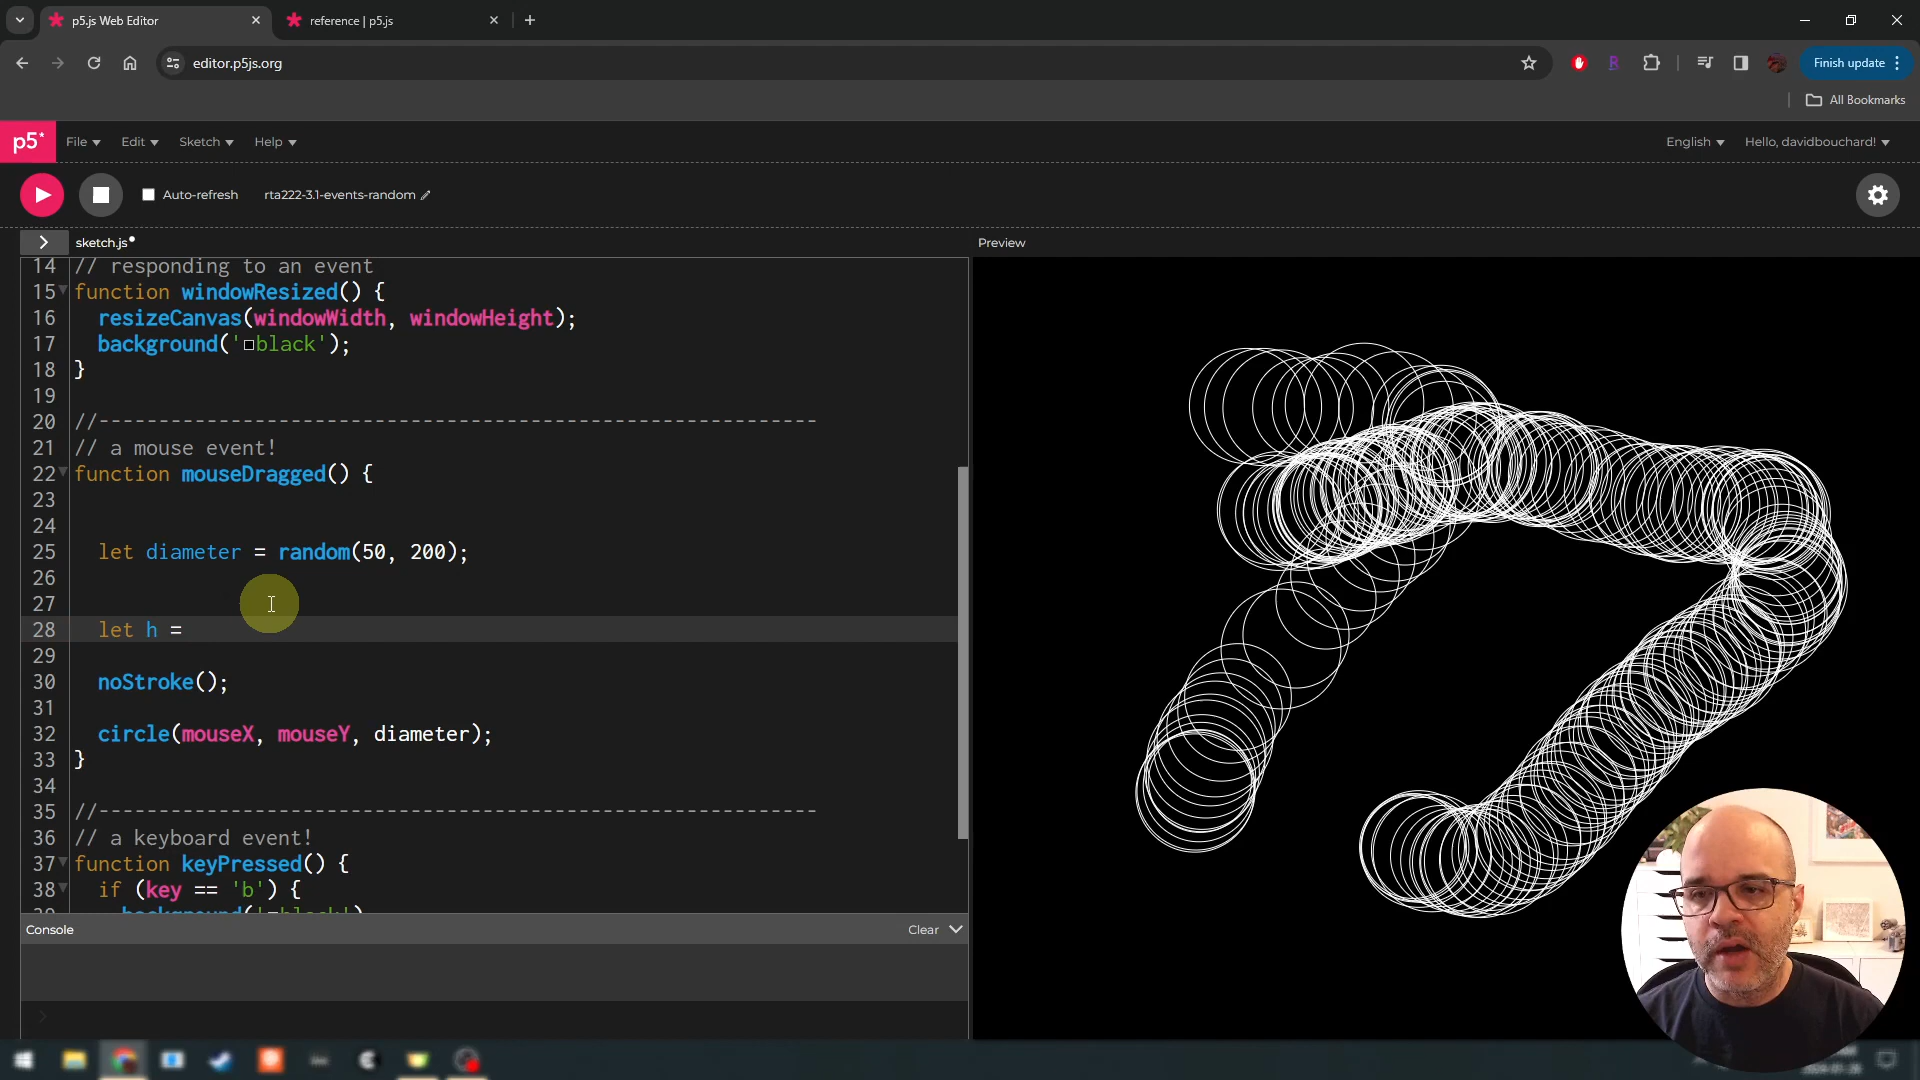 p5.js Web Editor
reference | p5.js
editor.p5js.org
Finish update
All Bookmarks
p5*
File
Edit
Sketch
Help
English
Hello, davidbouchard!
Auto-refresh
rta222-3.1-events-random
sketch.js
Preview
14 // responding to an event
15 function windowResized() {
16 resizeCanvas(windowWidth, windowHeight);
17 background('black');
18 }
19
20 //------------------------------------------------------------
21 // a mouse event!
22 function mouseDragged() {
23
24
25 let diameter = random(50, 200);
26
27
28 let h =
29
30 noStroke();
31
32 circle(mouseX, mouseY, diameter);
33 }
34
35 //------------------------------------------------------------
36 // a keyboard event!
37 function keyPressed() {
38 if (key == 'b') {
39 background('black')
Console
Clear